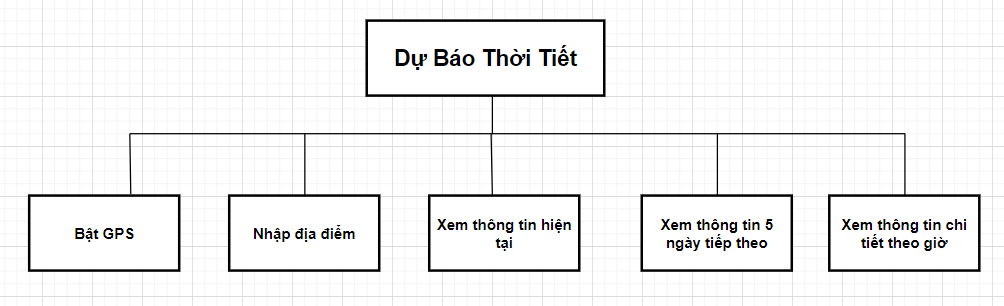 Dự Báo Thời Tiết
Bật GPS
Nhập địa điểm
Xem thông tin hiện
tại
Xem thông tin 5
ngày tiếp theo
Xem thông tin chi
tiết theo giờ